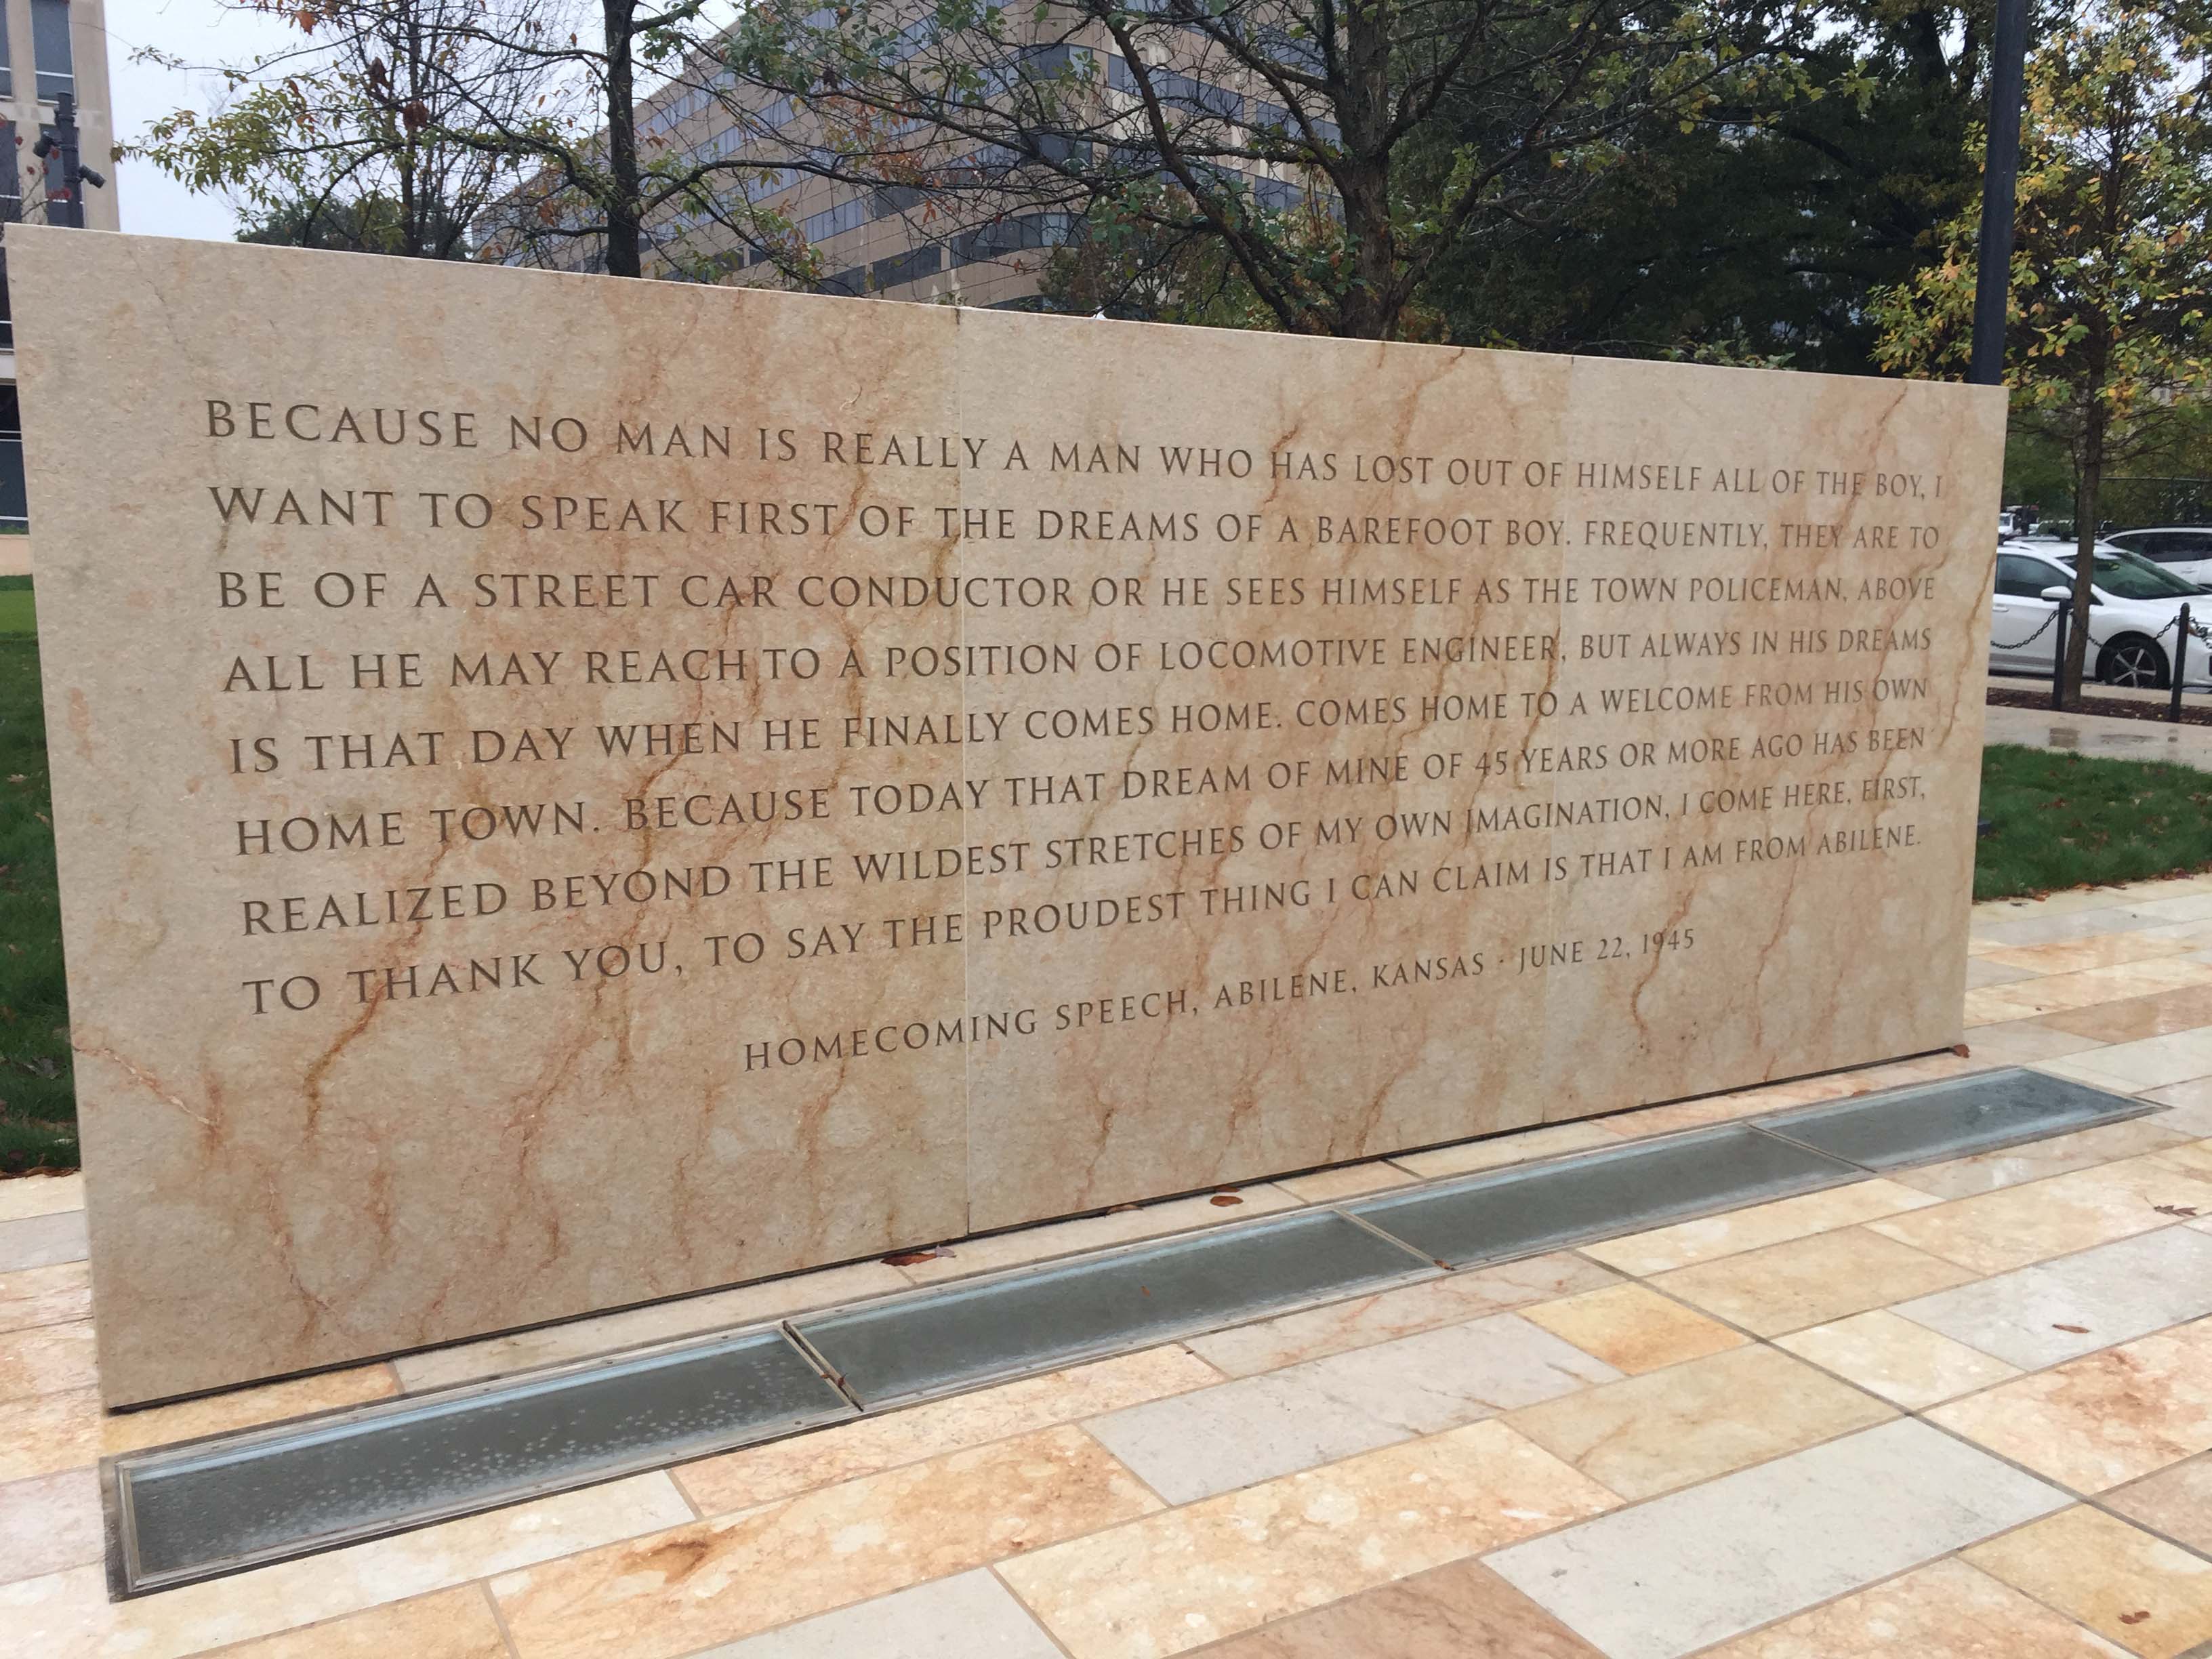 BECAUSE NO MAN IS REALLY A MAN WHO HAS LOST OUT OF HIMSELF ALL OF THE BOY, I
WANT TO SPEAK FIRST OF THE DREAMS OF A BAREFOOT BOY. FREQUENTLY, THEY ARE TO
BE OF A STREET CAR CONDUCTOR OR HE SEES HIMSELF AS THE TOWN POLICEMAN, ABOVE
ALL HE MAY REACH TO A POSITION OF LOCOMOTIVE ENGINEER, BUT ALWAYS IN HIS DREAMS
IS THAT DAY WHEN HE FINALLY COMES HOME. COMES HOME TO A WELCOME FROM HIS OWN
HOME TOWN. BECAUSE TODAY THAT DREAM OF MINE OF 45 YEARS OR MORE AGO HAS BEEN
REALIZED BEYOND THE WILDEST STRETCHES OF MY OWN IMAGINATION, I COME HERE, FIRST,
TO THANK YOU, TO SAY THE PROUDEST THING I CAN CLAIM IS THAT I AM FROM ABILENE.
HOMECOMING SPEECH, ABILENE, KANSAS · JUNE 22, 1945